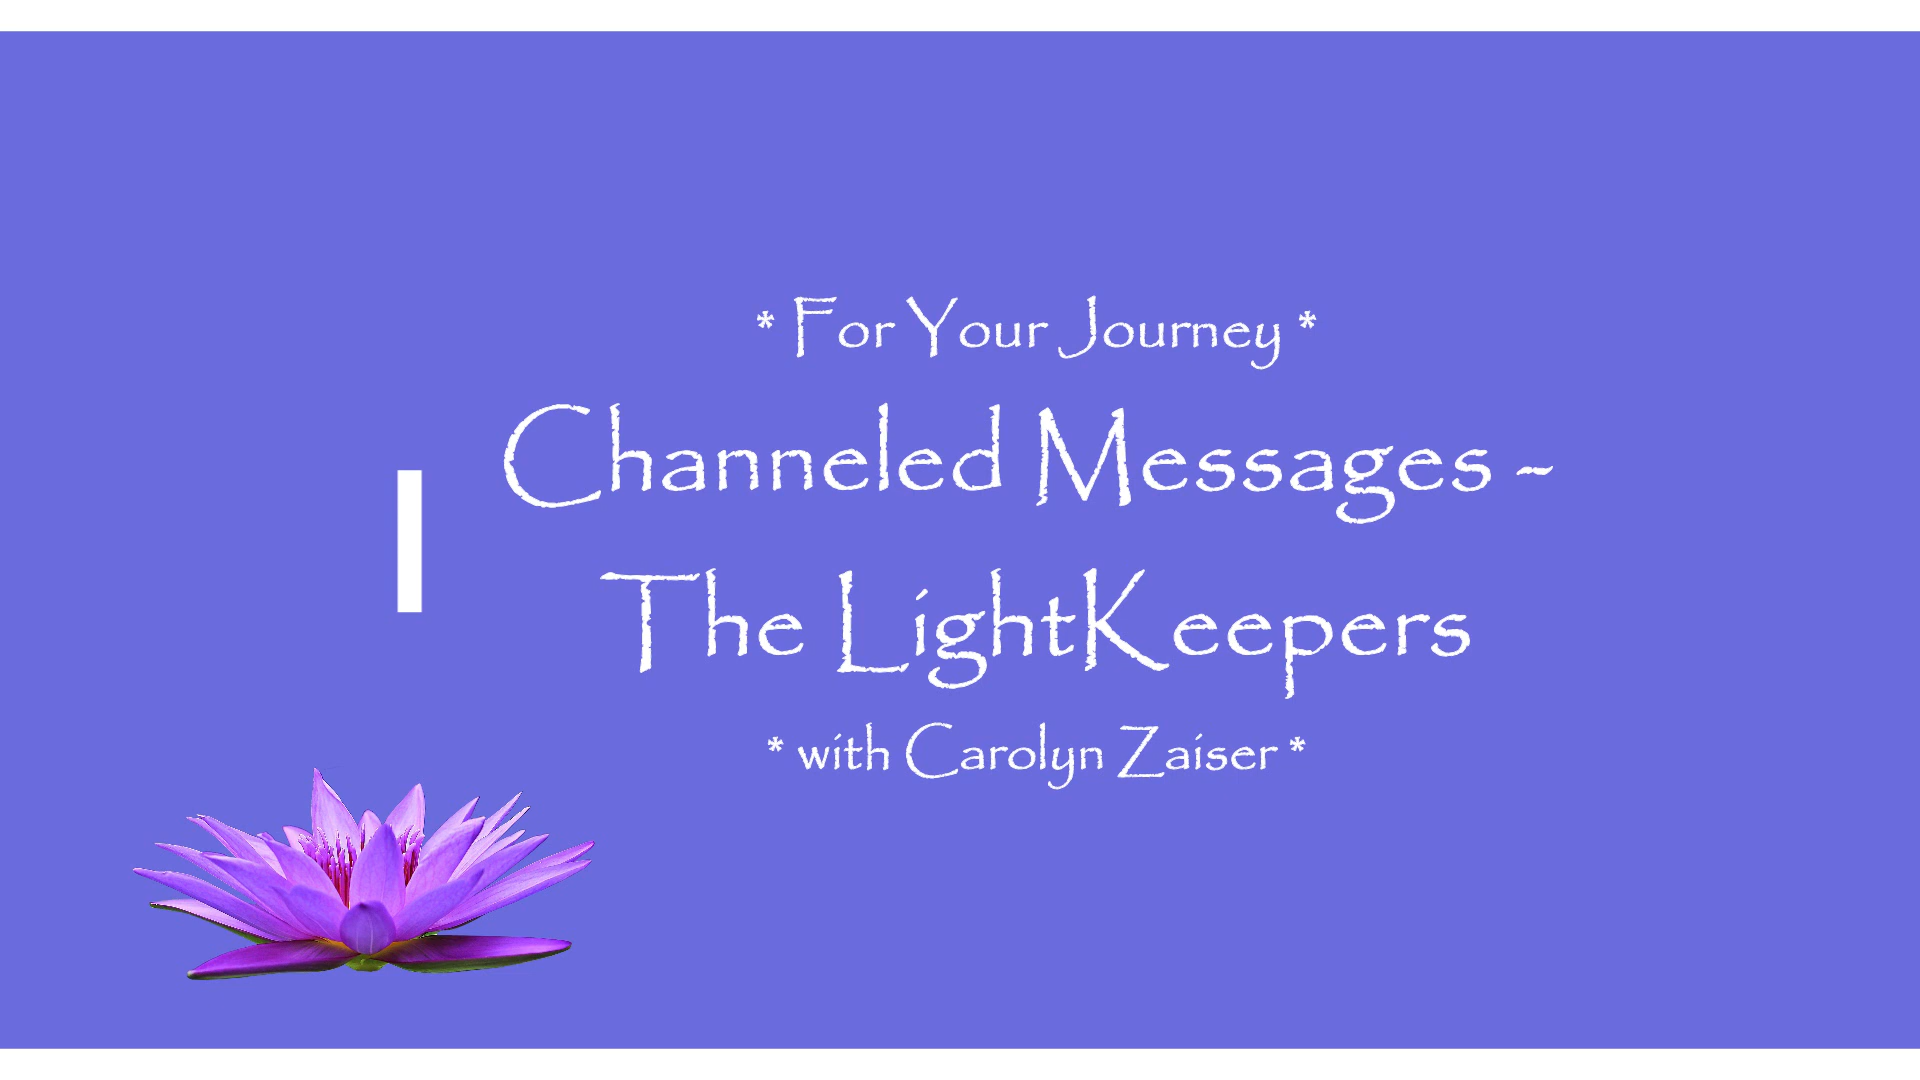 * For Your Journey *
Channeled Messages -
The LightKeepers
* with Carolyn Zaiser *